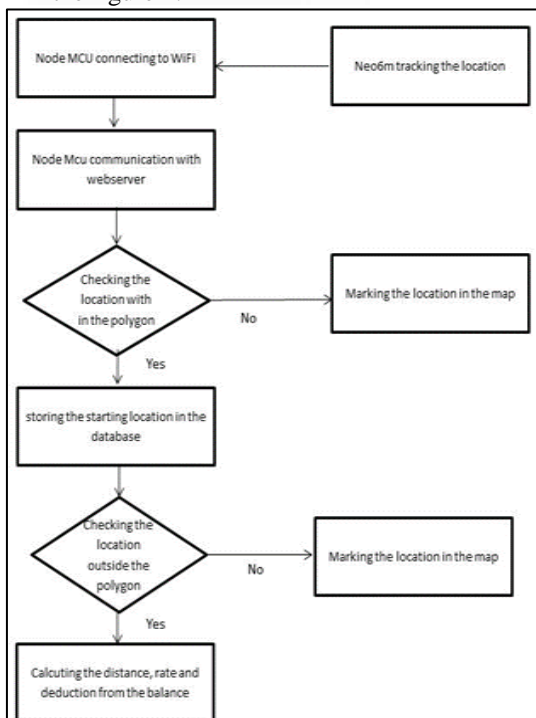 Node MCU connecting to WiFi
Neo6m tracking the location
Node Mcu communication with
webserver
Checking the
location with
in the polygon
No
Marking the location in the map
Yes
storing the starting location in the
database
Checking the
location
outside the
polygon
No
Marking the location in the map
Yes
Calcuting the distance, rate and
deduction from the balance